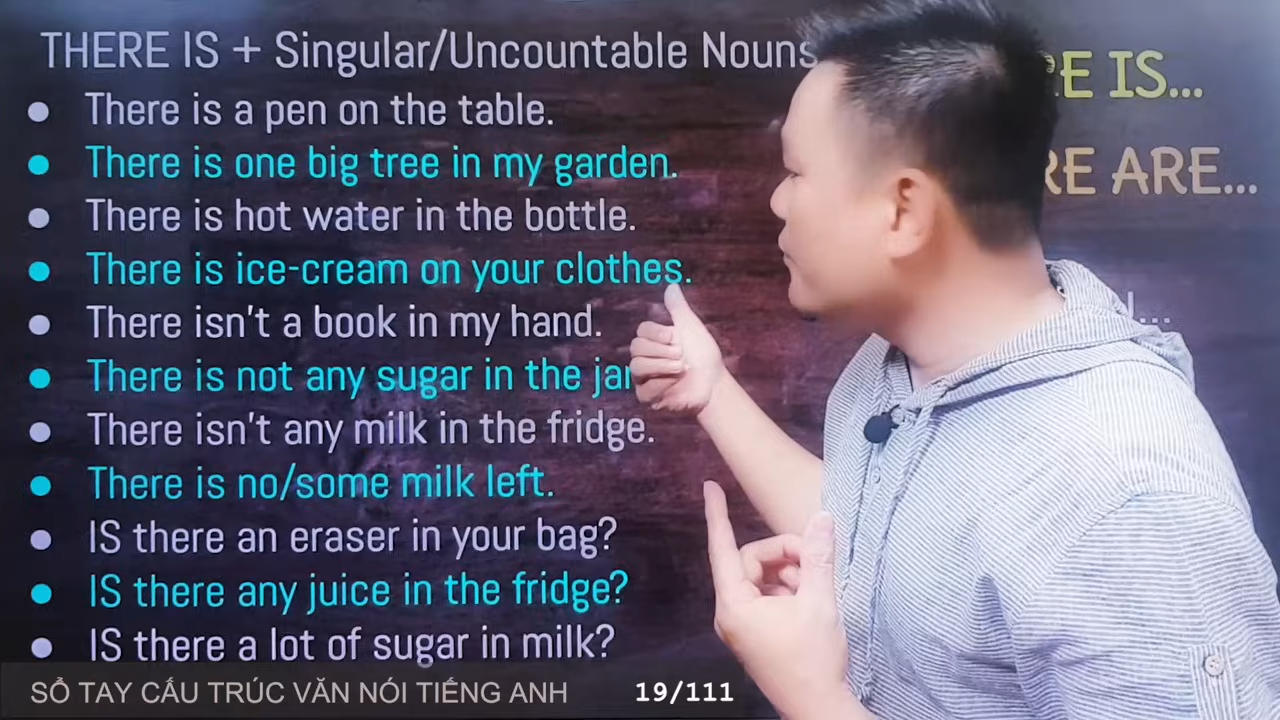 THERE IS + Singular/Uncountable Nouns
There is a pen on the table.
There is one big tree in my garden.
There is hot water in the bottle.
There is ice-cream on your clothes.
There isn't a book in my hand.
There is not any sugar in the jar
There isn't any milk in the fridge.
There is no/some milk left.
IS there an eraser in your bag?
IS there any juice in the fridge?
IS there a lot of sugar in milk?
IS...
ARE...
SỔ TAY CẤU TRÚC VĂN NÓI TIẾNG ANH
19/111